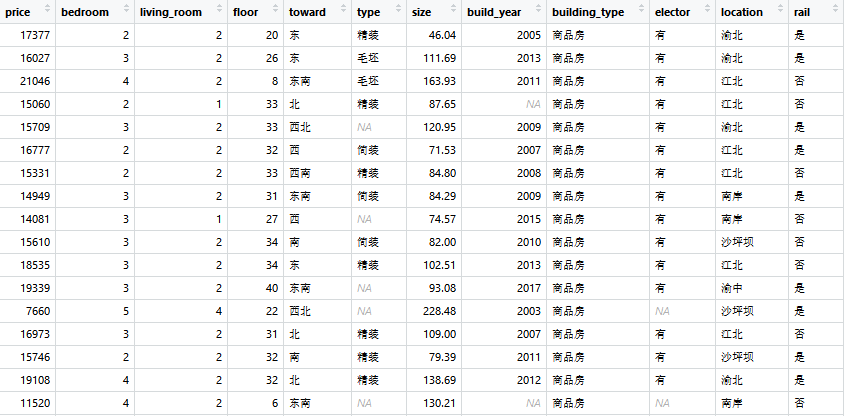 price bedroom living_room floor toward type size build_year building_type elector location rail
17377 2 2 20 东 精装 46.04 2005 商品房 有 渝北 是
16027 3 2 26 东 毛坯 111.69 2013 商品房 有 渝北 是
21046 4 2 8 东南 毛坯 163.93 2011 商品房 有 江北 否
15060 2 1 33 北 精装 87.65 NA 商品房 有 江北 否
15709 3 2 33 西北 NA 120.95 2009 商品房 有 渝北 是
16777 2 2 32 西 简装 71.53 2007 商品房 有 江北 是
15331 2 2 33 西南 精装 84.80 2008 商品房 有 江北 否
14949 3 2 31 东南 简装 84.29 2009 商品房 有 南岸 是
14081 3 1 27 西 NA 74.57 2015 商品房 有 南岸 否
15610 3 2 34 南 简装 82.00 2010 商品房 有 沙坪坝 否
18535 3 2 34 东 精装 102.51 2013 商品房 有 江北 否
19339 3 2 40 东南 NA 93.08 2017 商品房 有 渝中 是
7660 5 4 22 西北 NA 228.48 2003 商品房 NA 沙坪坝 是
16973 3 2 31 北 精装 109.00 2007 商品房 有 江北 否
15746 2 2 32 南 精装 79.39 2011 商品房 有 沙坪坝 是
19108 4 2 32 北 精装 138.69 2012 商品房 有 渝北 是
11520 4 2 6 东南 NA 130.21 NA 商品房 NA 南岸 否